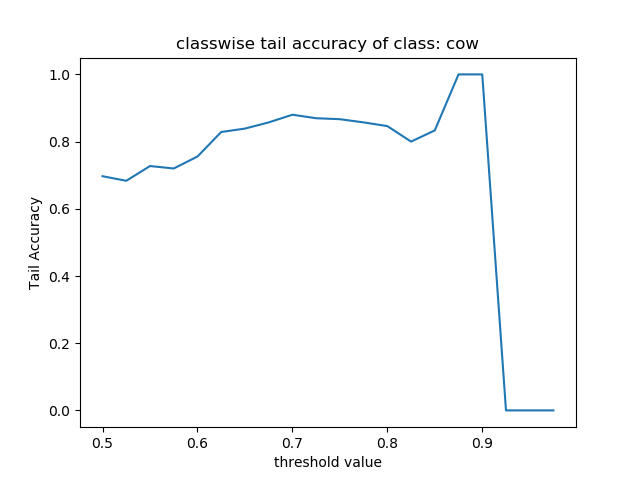 classwise tail accuracy of class: cow
Tail Accuracy
1.0
0.8
0.6
0.4
0.2
0.0
0.5 0.6 0.7 0.8 0.9
threshold value